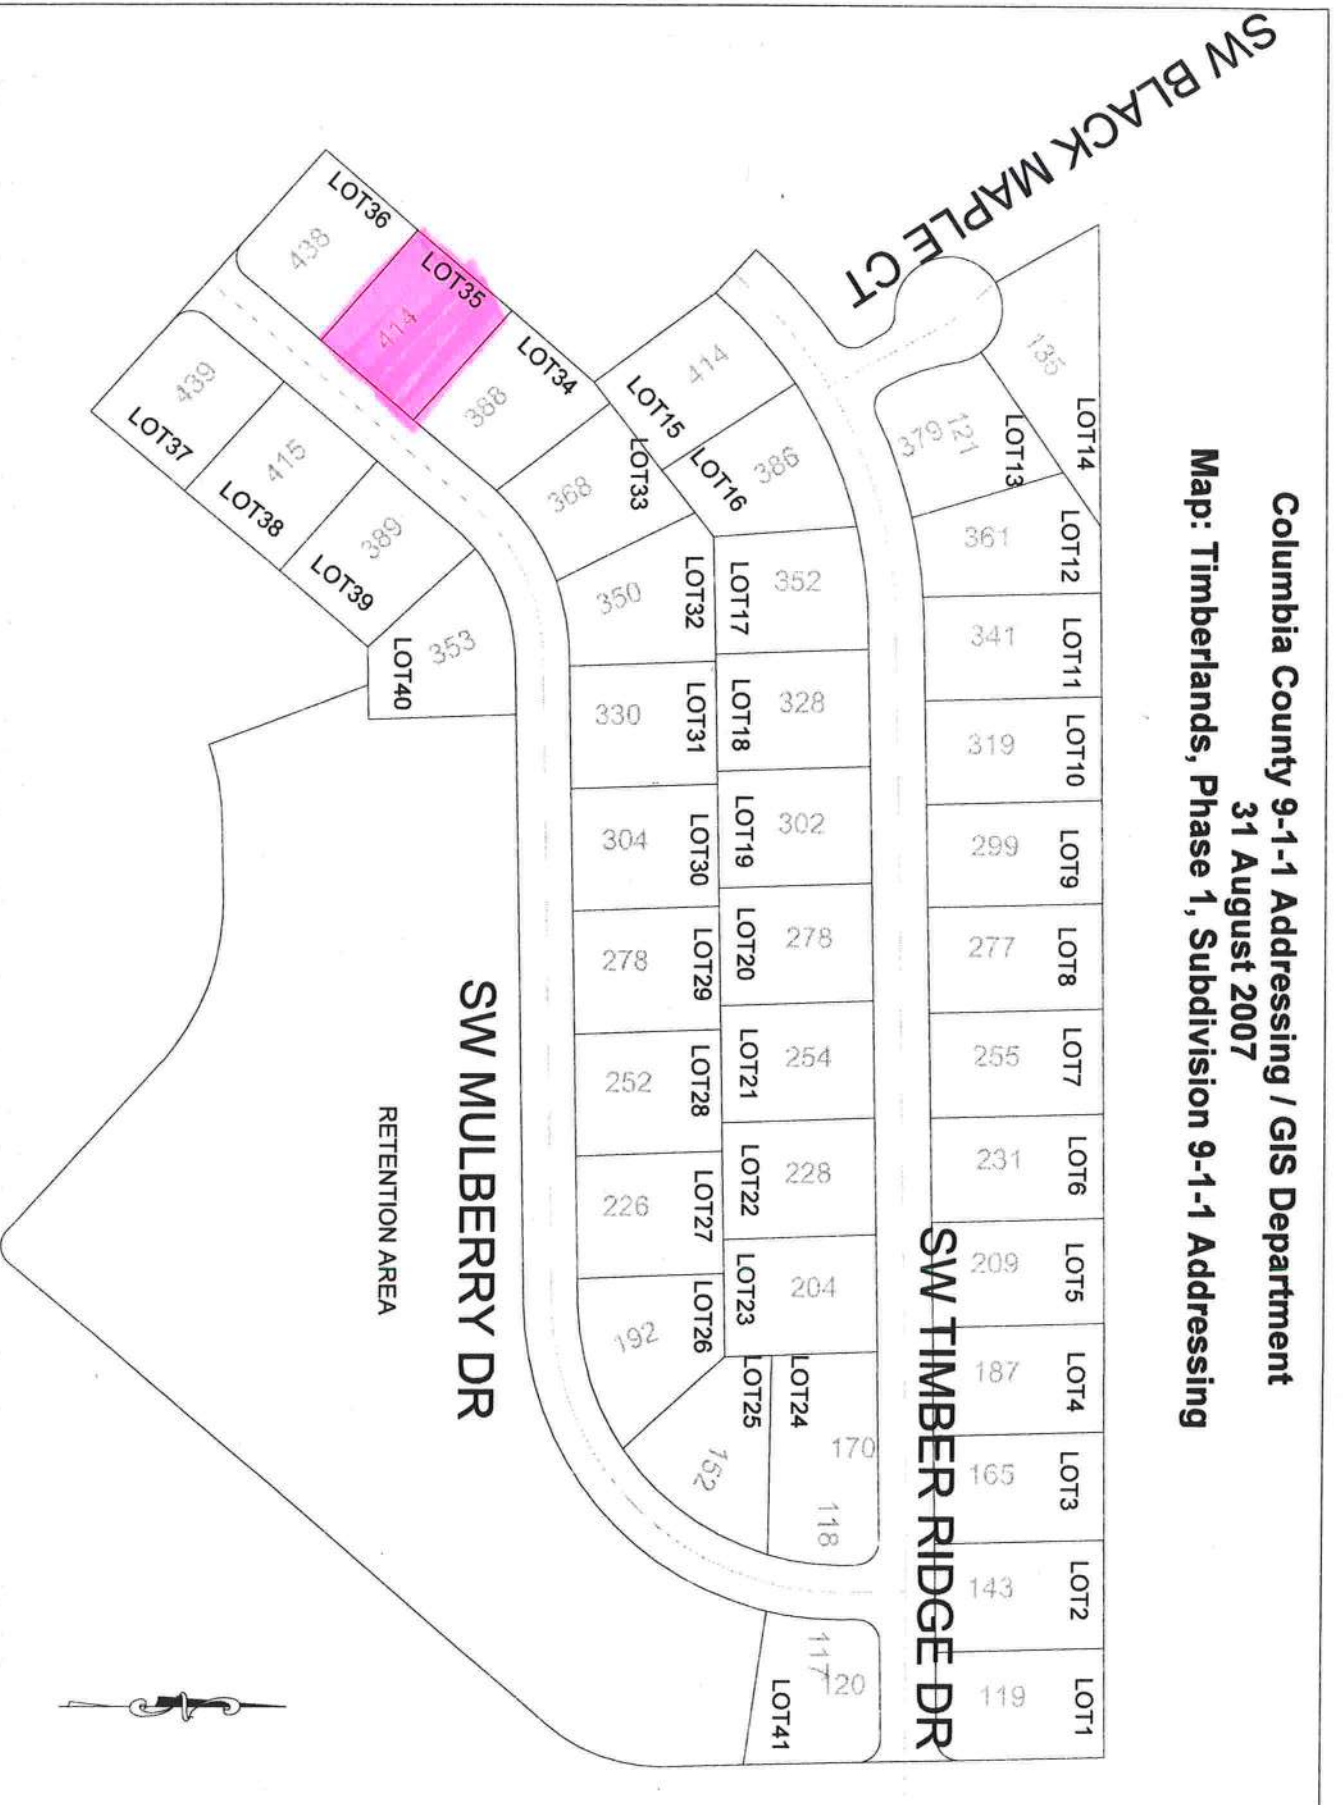 Columbia County 9-1-1 Addressing / GIS Department
31 August 2007
Map: Timberlands, Phase 1, Subdivision 9-1-1 Addressing
SW BLACK MAPLE CT
LOT14
135
LOT13
121
379
LOT12
361
LOT11
341
LOT10
319
LOT9
299
LOT8
277
LOT7
255
LOT6
231
LOT5
209
LOT4
187
LOT3
165
LOT2
143
LOT1
119
SW TIMBER RIDGE DR
414
LOT15
386
LOT16
352
LOT17
328
LOT18
302
LOT19
278
LOT20
254
LOT21
228
LOT22
204
LOT23
170
118
LOT24
LOT25
152
120
117
LOT41
LOT36
438
LOT35
414
LOT34
388
LOT33
368
LOT32
350
LOT31
330
LOT30
304
LOT29
278
LOT28
252
LOT27
226
LOT26
192
SW MULBERRY DR
439
LOT37
415
LOT38
389
LOT39
353
LOT40
RETENTION AREA